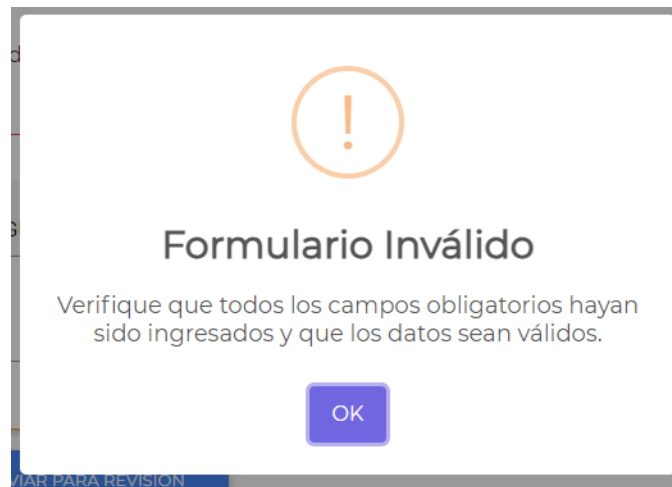 d
!
G
Formulario Inválido
Verifique que todos los campos obligatorios hayan
sido ingresados y que los datos sean válidos.
OK
VIAR PARA REVISIÓN